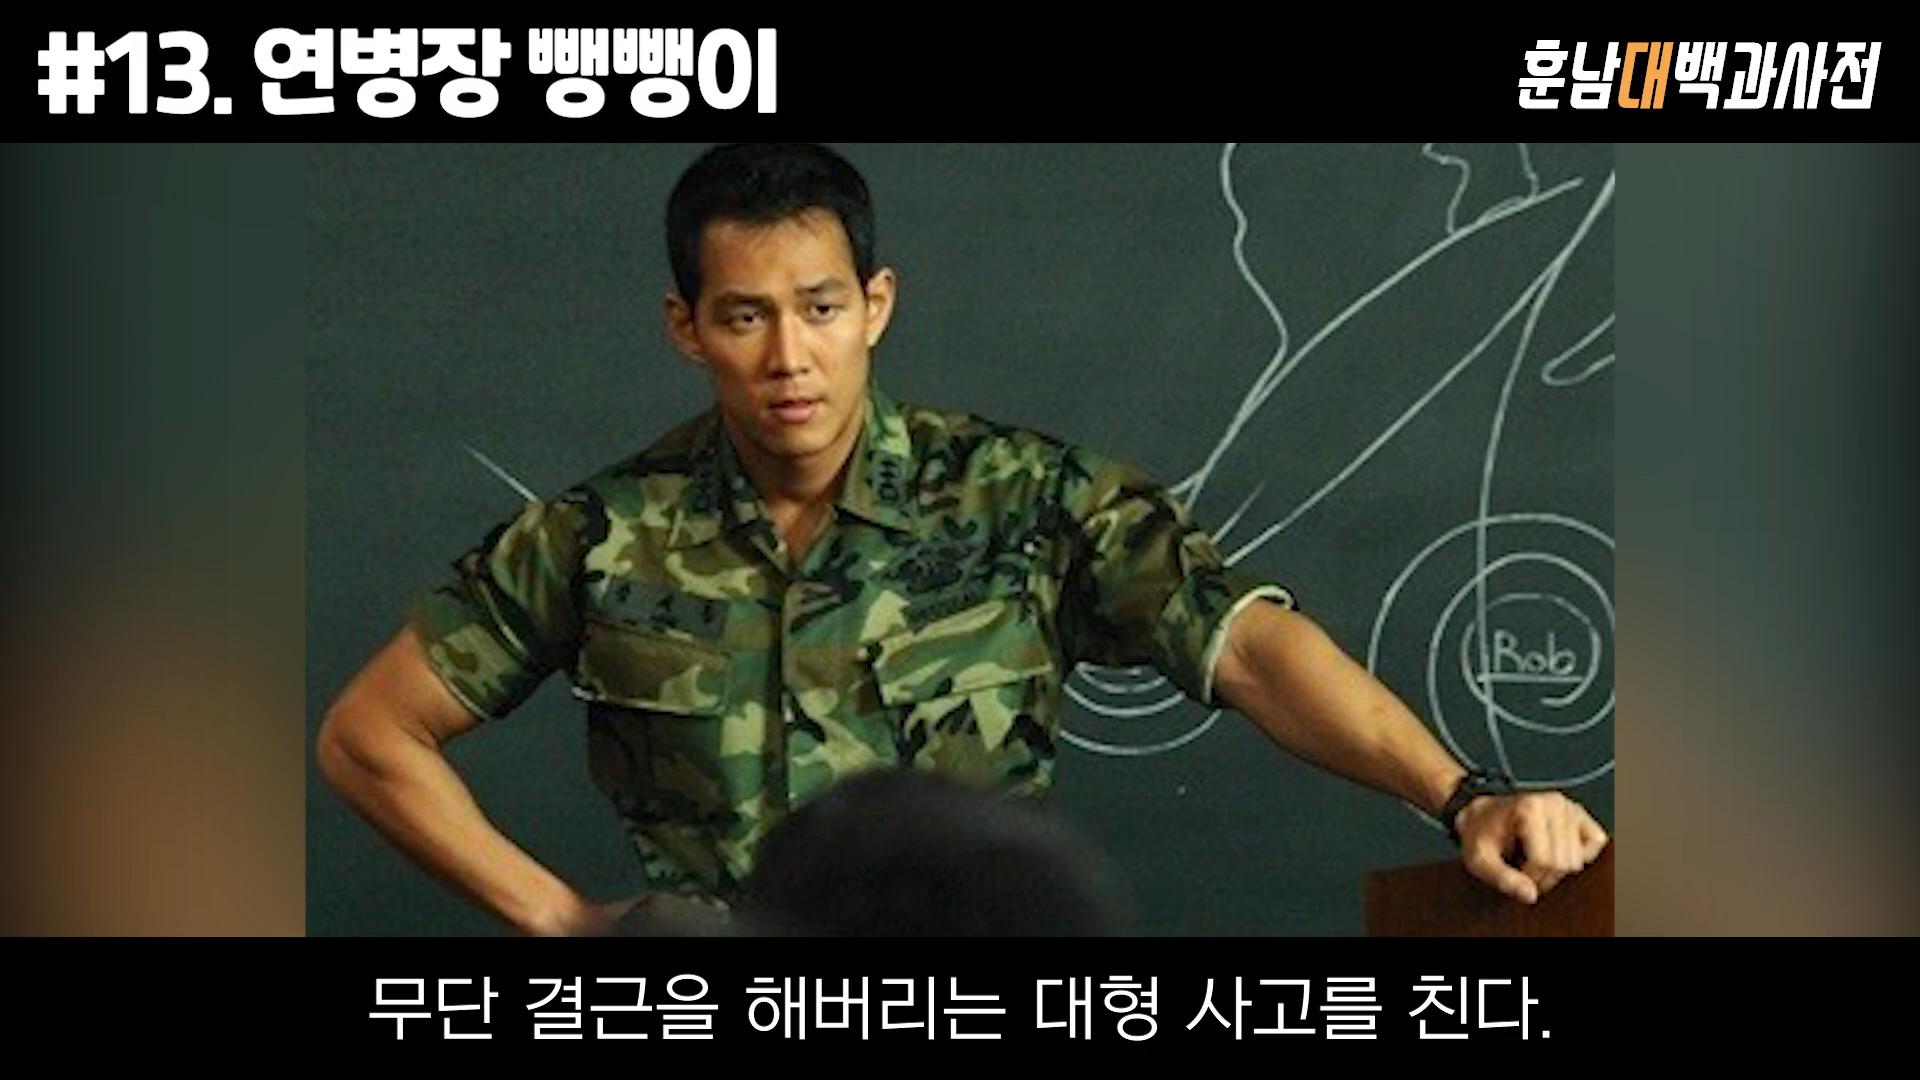 #13. 연병장 뺑뺑이
훈남대백과사전
Rob
무단 결근을 해버리는 대형 사고를 친다.